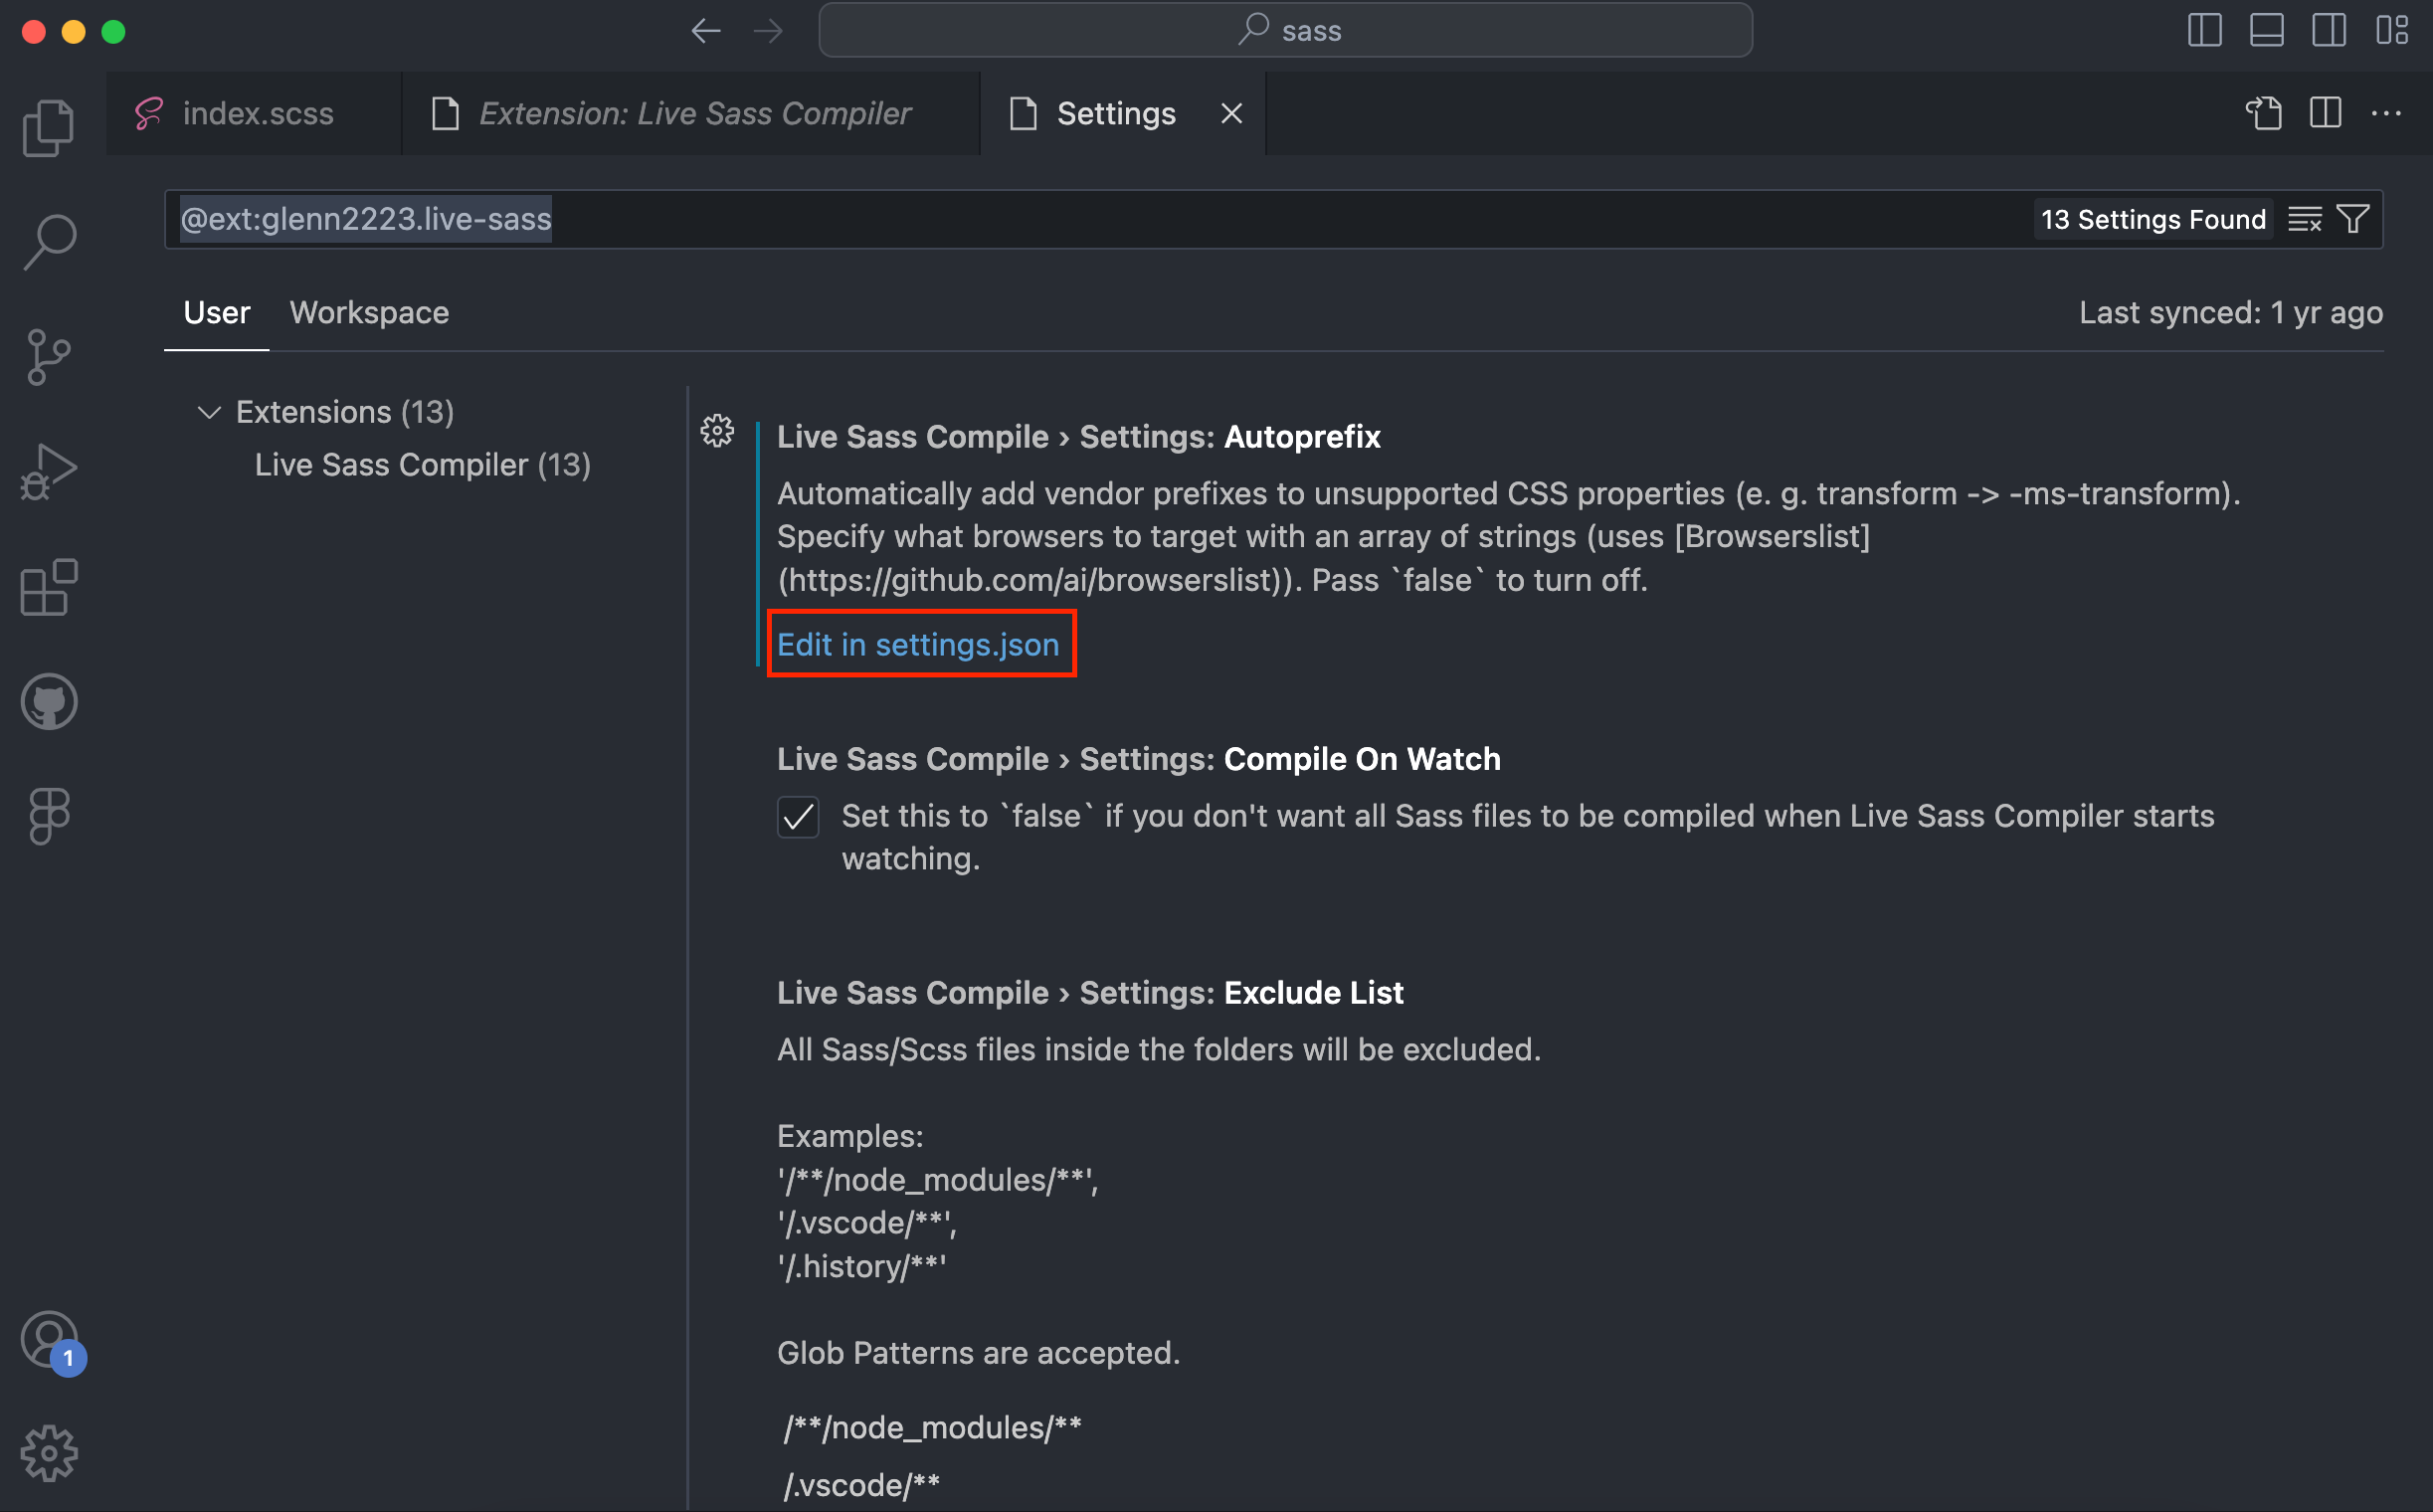 sass
index.scss
Extension: Live Sass Compiler
Settings
@ext:glenn2223.live-sass
13 Settings Found
User
Workspace
Last synced: 1 yr ago
Extensions (13)
Live Sass Compiler (13)
Live Sass Compile › Settings: Autoprefix
Automatically add vendor prefixes to unsupported CSS properties (e. g. transform -> -ms-transform).
Specify what browsers to target with an array of strings (uses [Browserslist]
(https://github.com/ai/browserslist)). Pass `false` to turn off.
Edit in settings.json
Live Sass Compile › Settings: Compile On Watch
Set this to `false` if you don't want all Sass files to be compiled when Live Sass Compiler starts
watching.
Live Sass Compile › Settings: Exclude List
All Sass/Scss files inside the folders will be excluded.
Examples:
'/**/node_modules/**',
'/.vscode/**',
'/.history/**'
Glob Patterns are accepted.
/**/node_modules/**
/.vscode/**
1